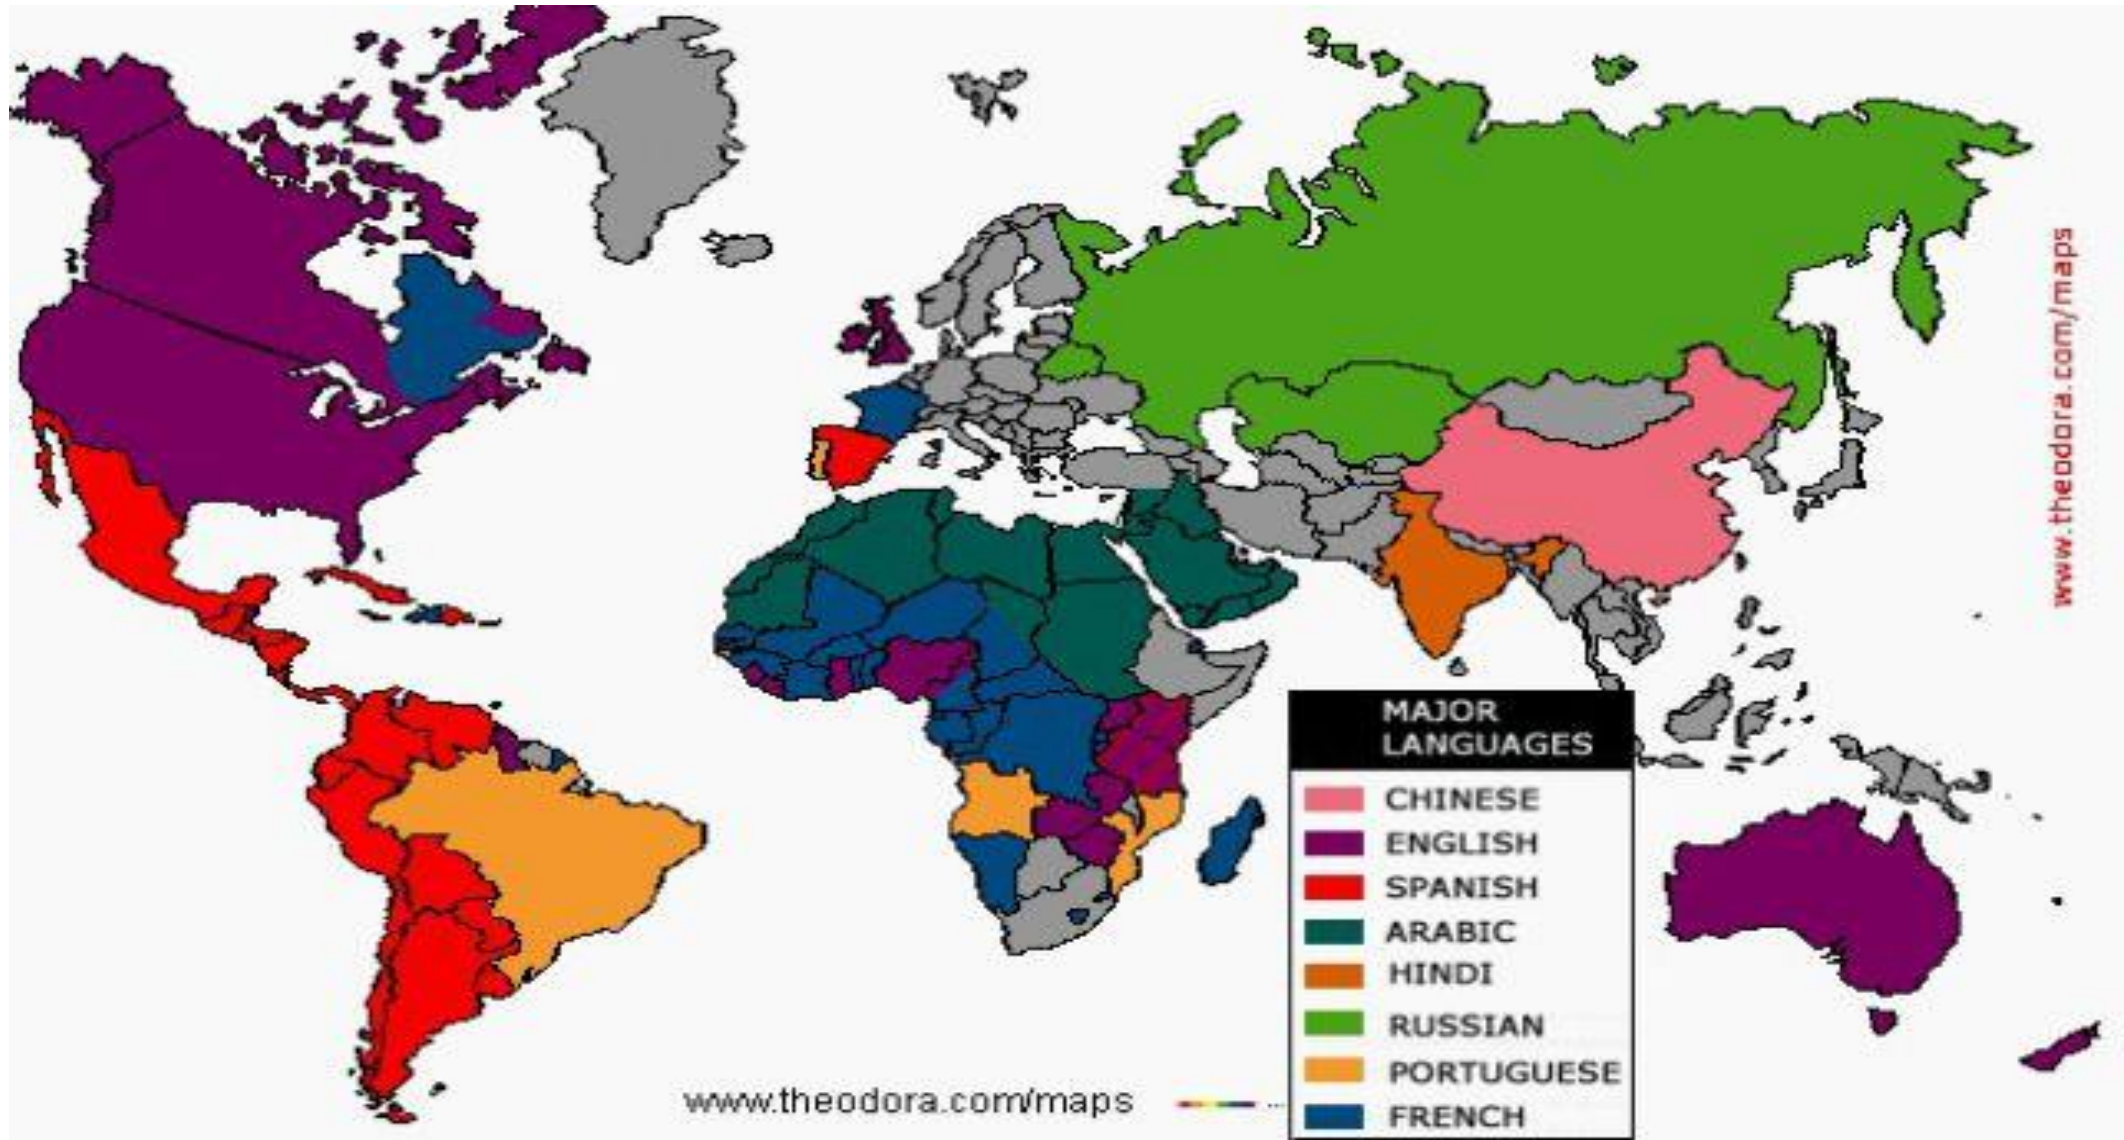 www.theodora.com/maps
MAJOR
LANGUAGES
CHINESE
ENGLISH
SPANISH
ARABIC
HINDI
RUSSIAN
PORTUGUESE
FRENCH
www.theodora.com/maps